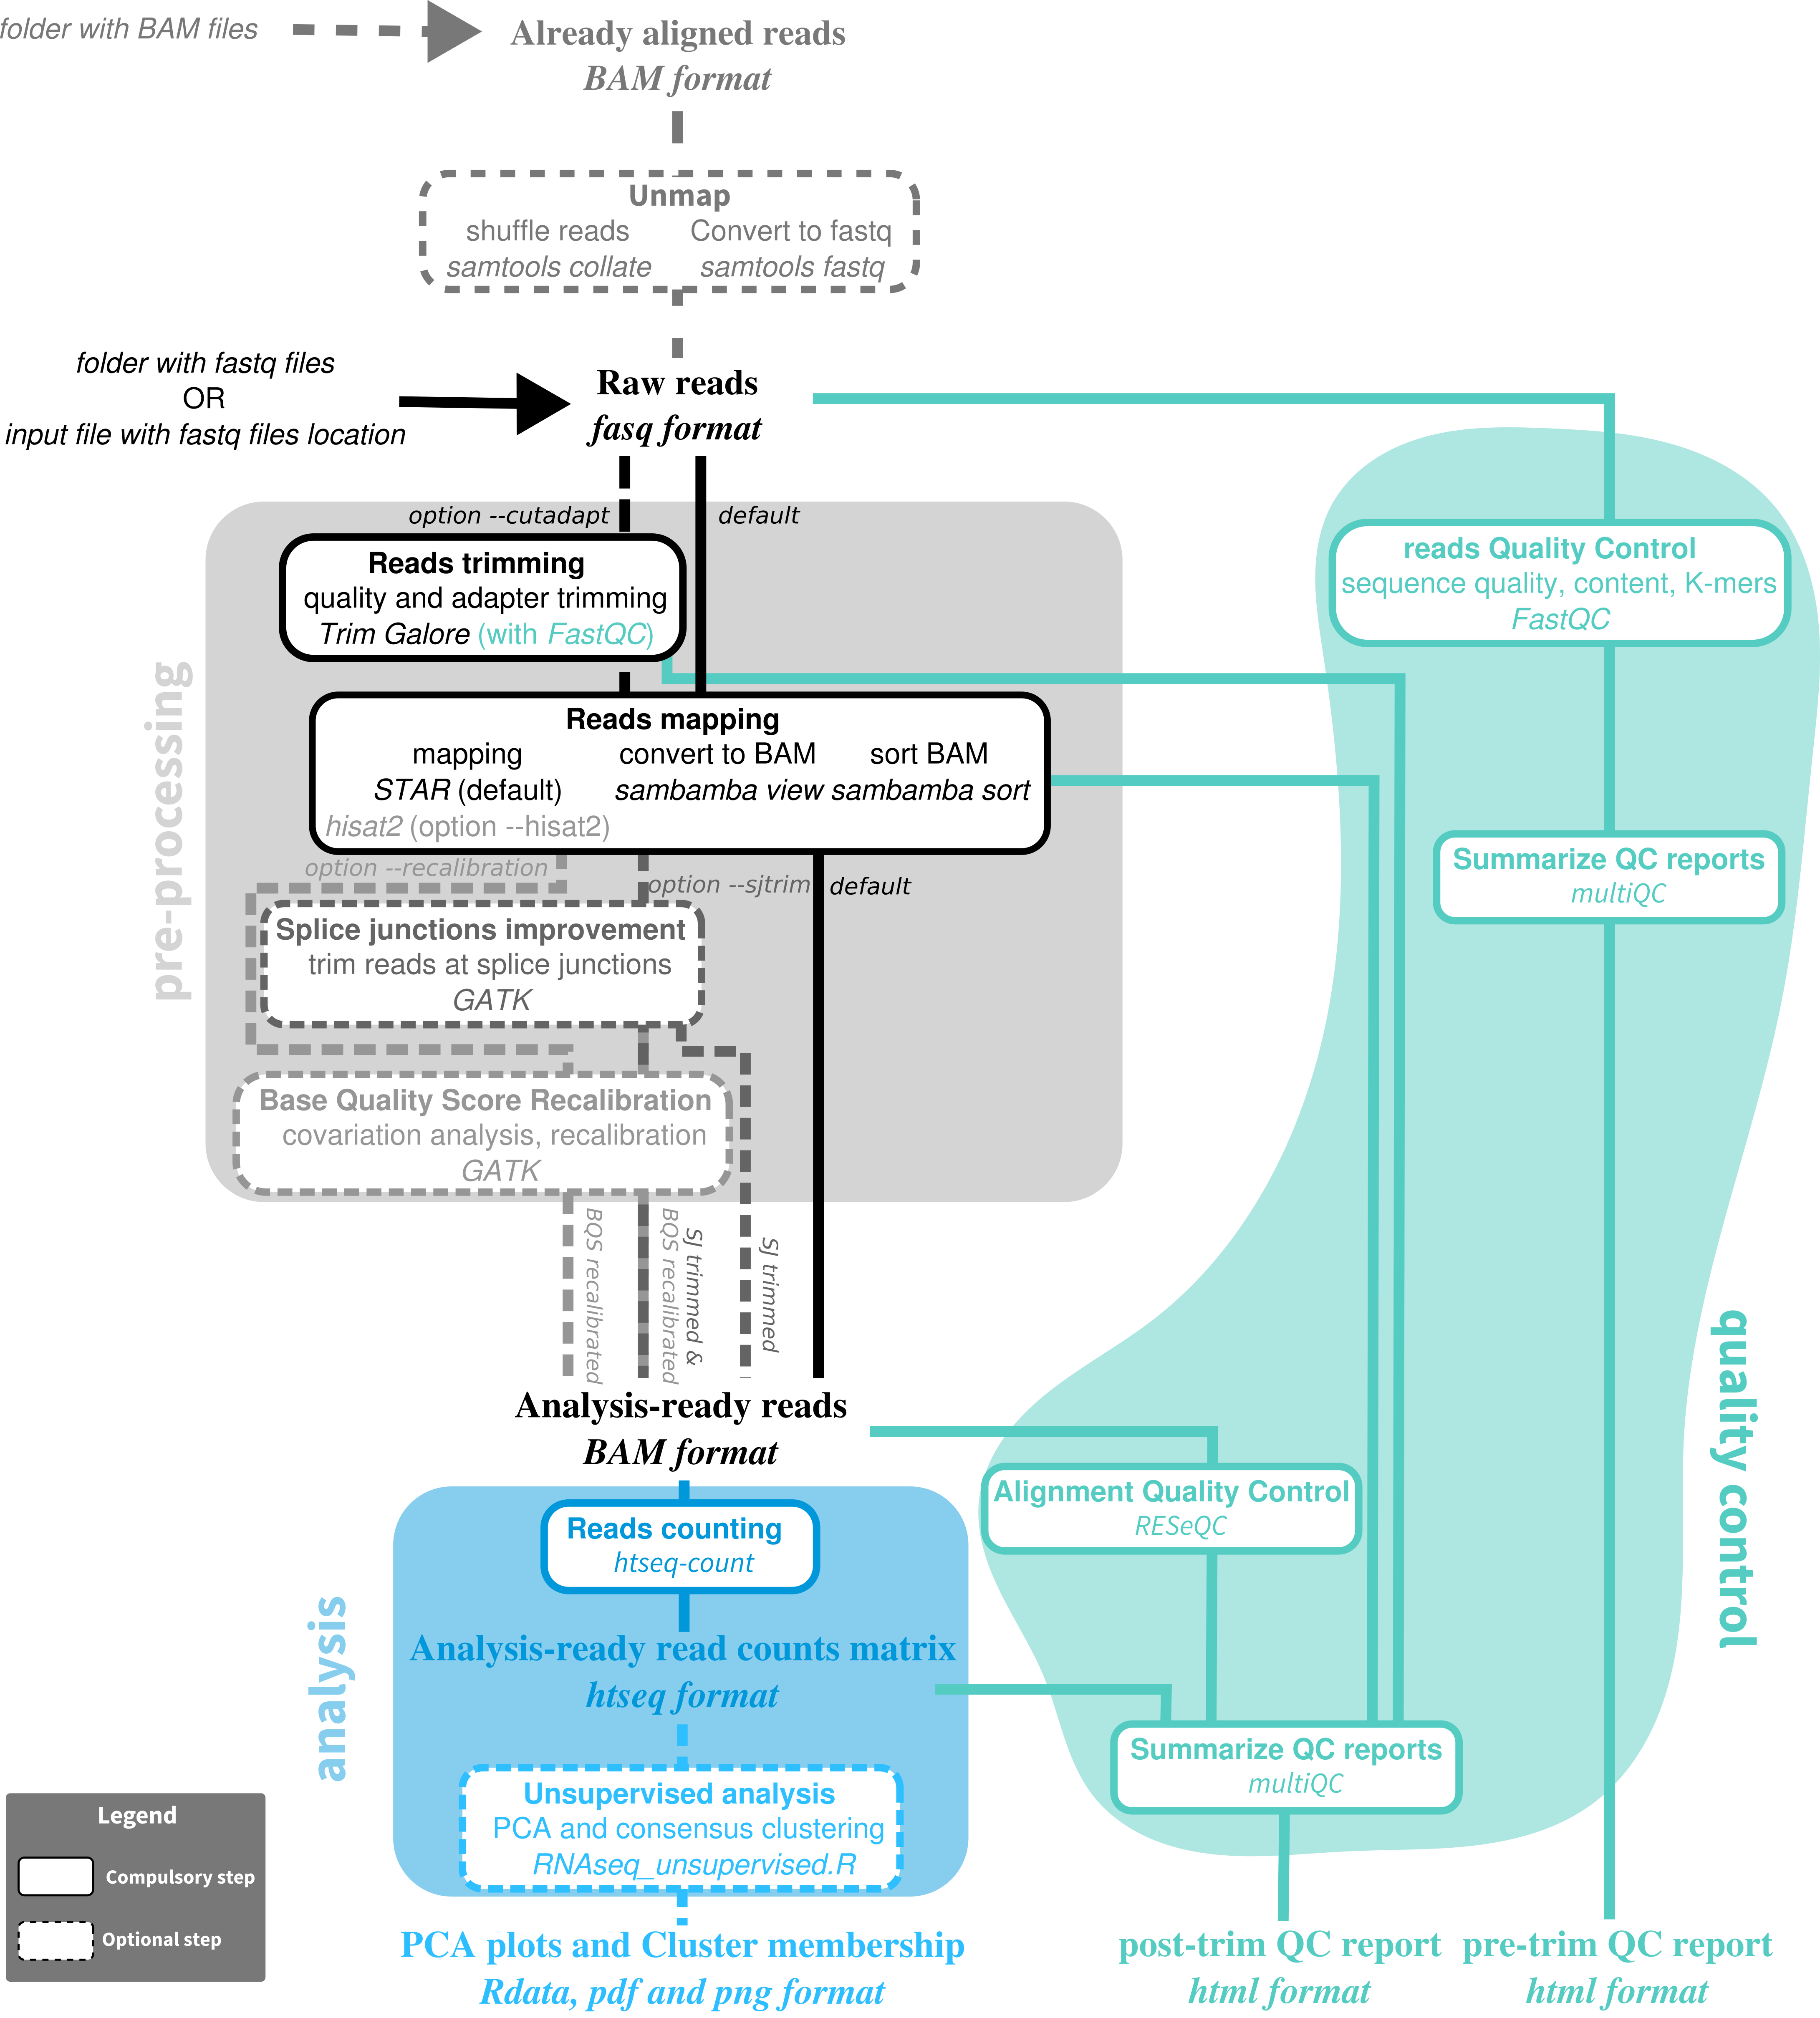 folder with BAM files
Already aligned reads
BAM format
Unmap
shuffle reads Convert to fastq
samtools collate samtools fastq
folder with fastq files
OR
input file with fastq files location
Raw reads
fasq format
option --cutadapt default
Reads trimming
quality and adapter trimming
Trim Galore (with FastQC)
reads Quality Control
sequence quality, content, K-mers
FastQC
pre-processing
Reads mapping
mapping convert to BAM sort BAM
STAR (default) sambamba view sambamba sort
hisat2 (option --hisat2)
Summarize QC reports
multiQC
option --recalibration
option --sjtrim default
Splice junctions improvement
trim reads at splice junctions
GATK
Base Quality Score Recalibration
covariation analysis, recalibration
GATK
BQS recalibrated
BQS recalibrated
SJ trimmed &
SJ trimmed
quality control
Analysis-ready reads
BAM format
Alignment Quality Control
RESeQC
analysis
Reads counting
htseq-count
Analysis-ready read counts matrix
htseq format
Summarize QC reports
multiQC
Unsupervised analysis
PCA and consensus clustering
RNAseq_unsupervised.R
Legend
Compulsory step
Optional step
PCA plots and Cluster membership
Rdata, pdf and png format
post-trim QC report
html format
pre-trim QC report
html format